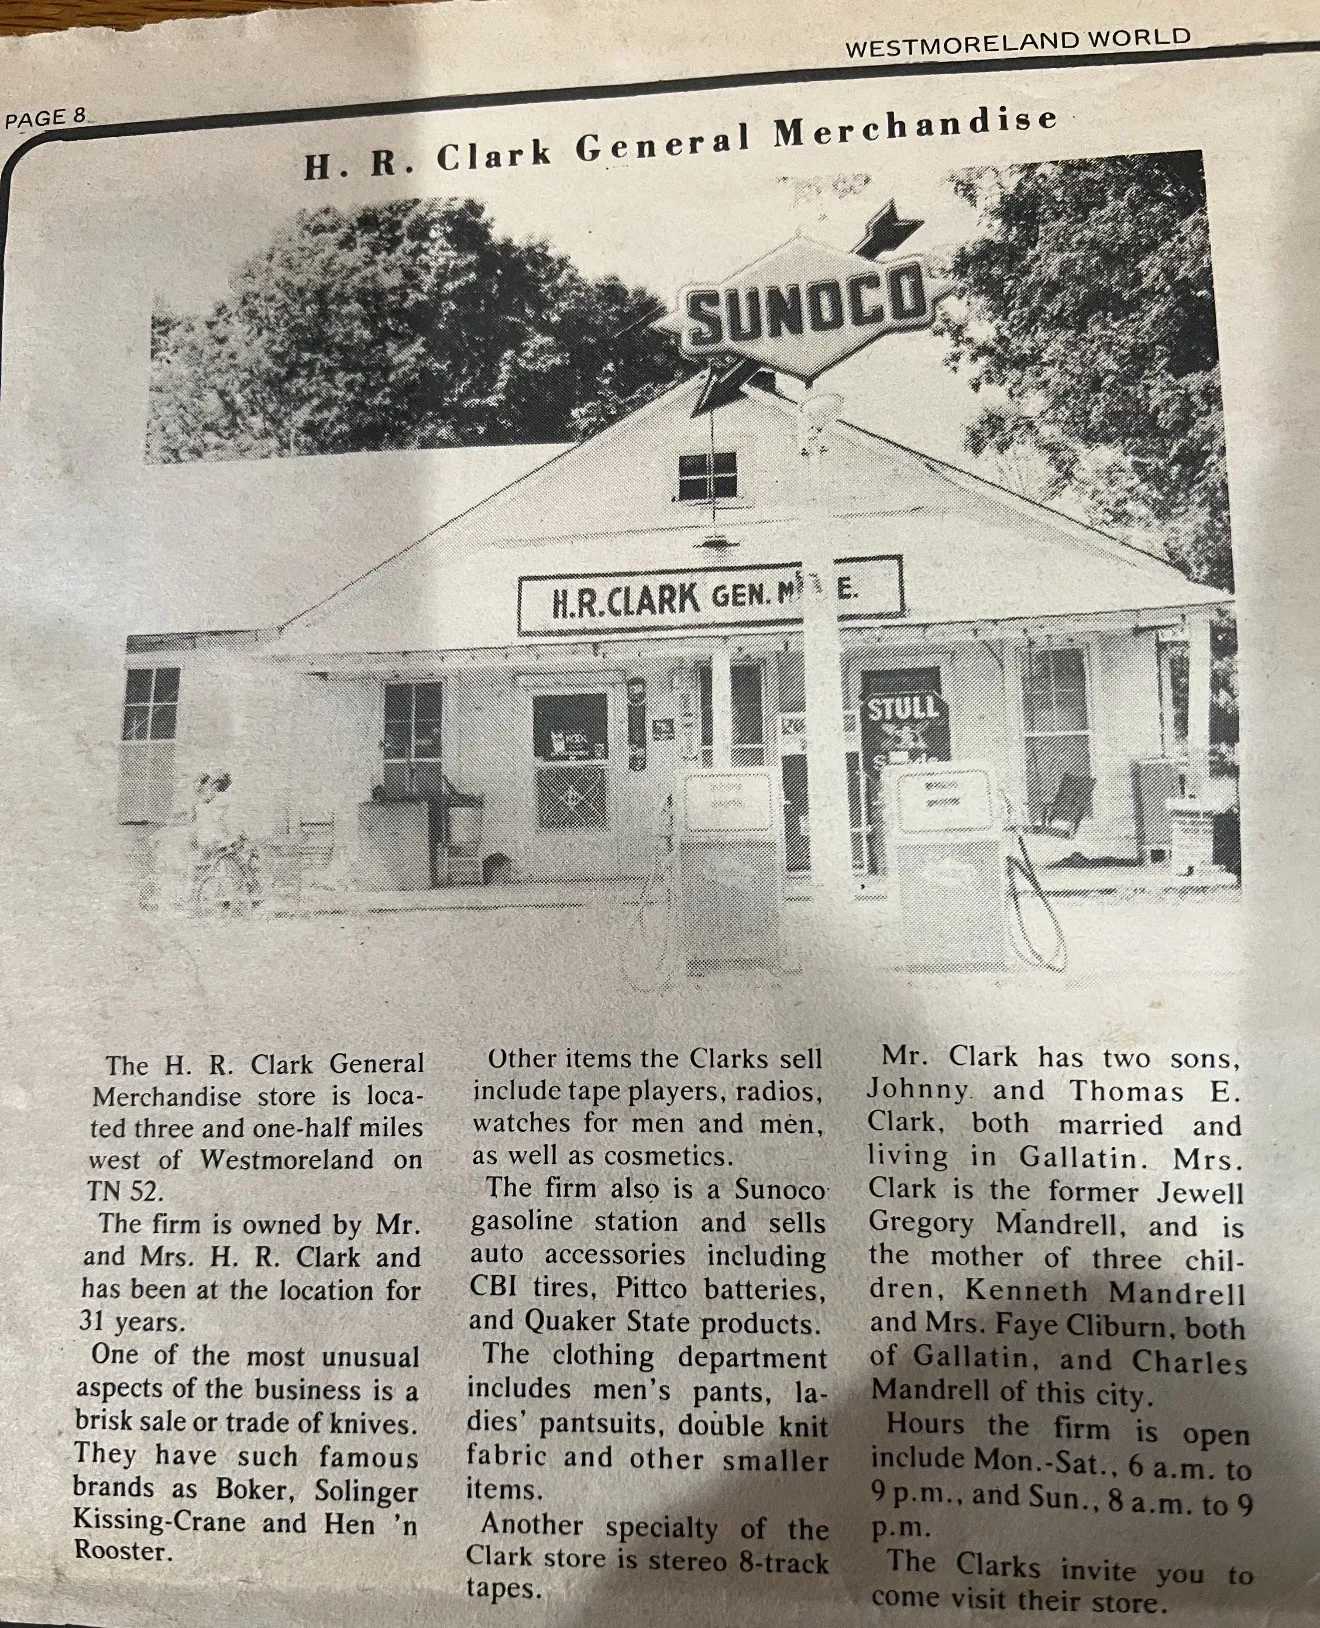 WESTMORELAND WORLD
PAGE 8
H. R. Clark General Merchandise
SUNOCO
H.R.CLARK GEN. M E.
STULL
The H. R. Clark General
Merchandise store is loca-
ted three and one-half miles
west of Westmoreland on
TN 52.
The firm is owned by Mr.
and Mrs. H. R. Clark and
has been at the location for
31 years.
One of the most unusual
aspects of the business is a
brisk sale or trade of knives.
They have such famous
brands as Boker, Solinger
Kissing-Crane and Hen 'n
Rooster.
Other items the Clarks sell
include tape players, radios,
watches for men and men,
as well as cosmetics.
The firm also is a Sunoco
gasoline station and sells
auto accessories including
CBI tires, Pittco batteries,
and Quaker State products.
The clothing department
includes men's pants, la-
dies' pantsuits, double knit
fabric and other smaller
items.
Another specialty of the
Clark store is stereo 8-track
tapes.
Mr. Clark has two sons,
Johnny and Thomas E.
Clark, both married and
living in Gallatin. Mrs.
Clark is the former Jewell
Gregory Mandrell, and is
the mother of three chil-
dren, Kenneth Mandrell
and Mrs. Faye Cliburn, both
of Gallatin, and Charles
Mandrell of this city.
Hours the firm is open
include Mon.-Sat., 6 a.m. to
9 p.m., and Sun., 8 a.m. to 9
p.m.
The Clarks invite you to
come visit their store.